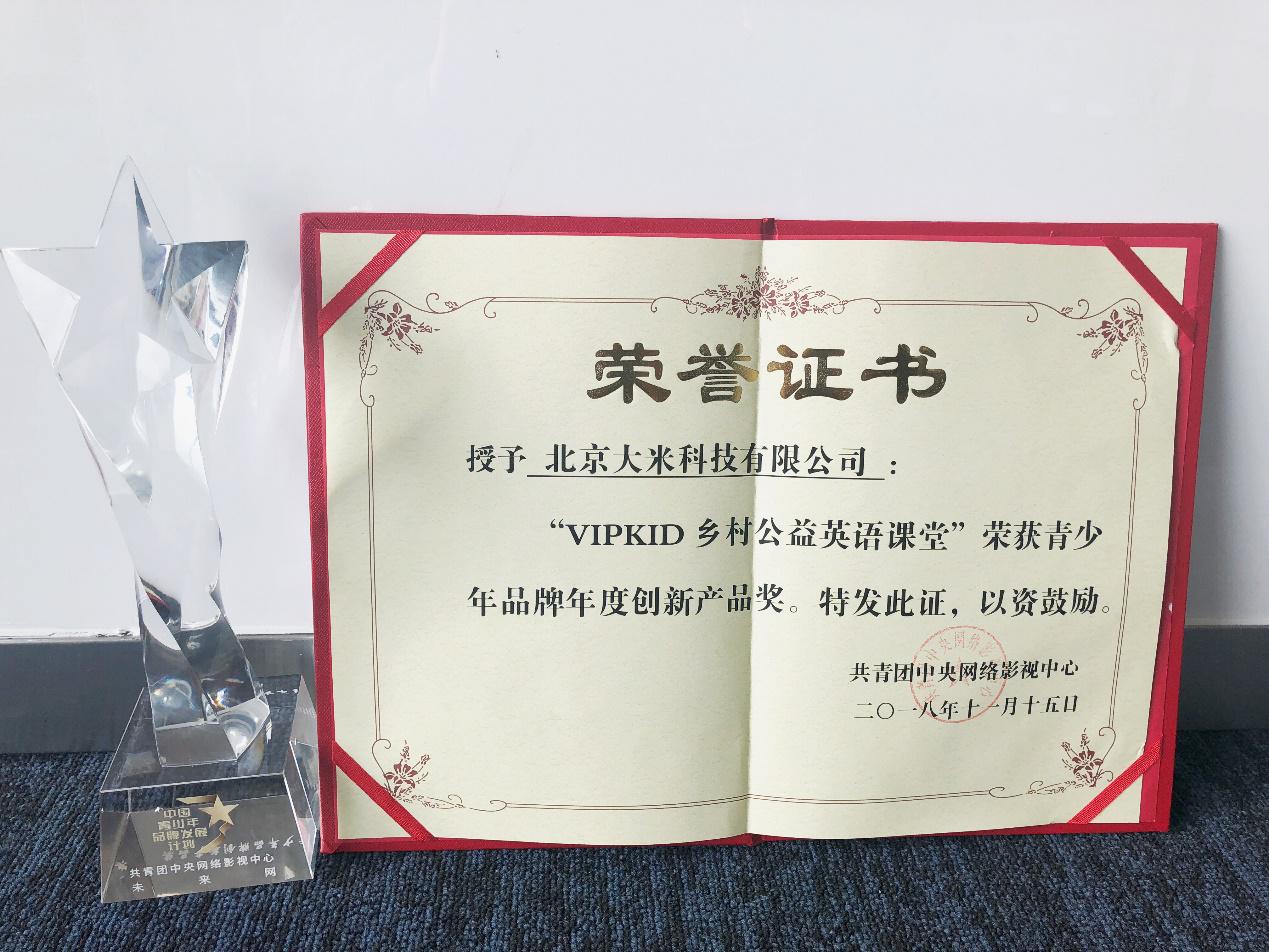 荣誉证书
授予 北京大米科技有限公司 :
“VIPKID 乡村公益英语课堂”荣获青少
年品牌年度创新产品奖。特发此证，以资鼓励。
共青团中央网络影视中心
二〇一八年十一月十五日
中国
青少年
品牌发展
计划
共青团中央网络影视中心
未来网